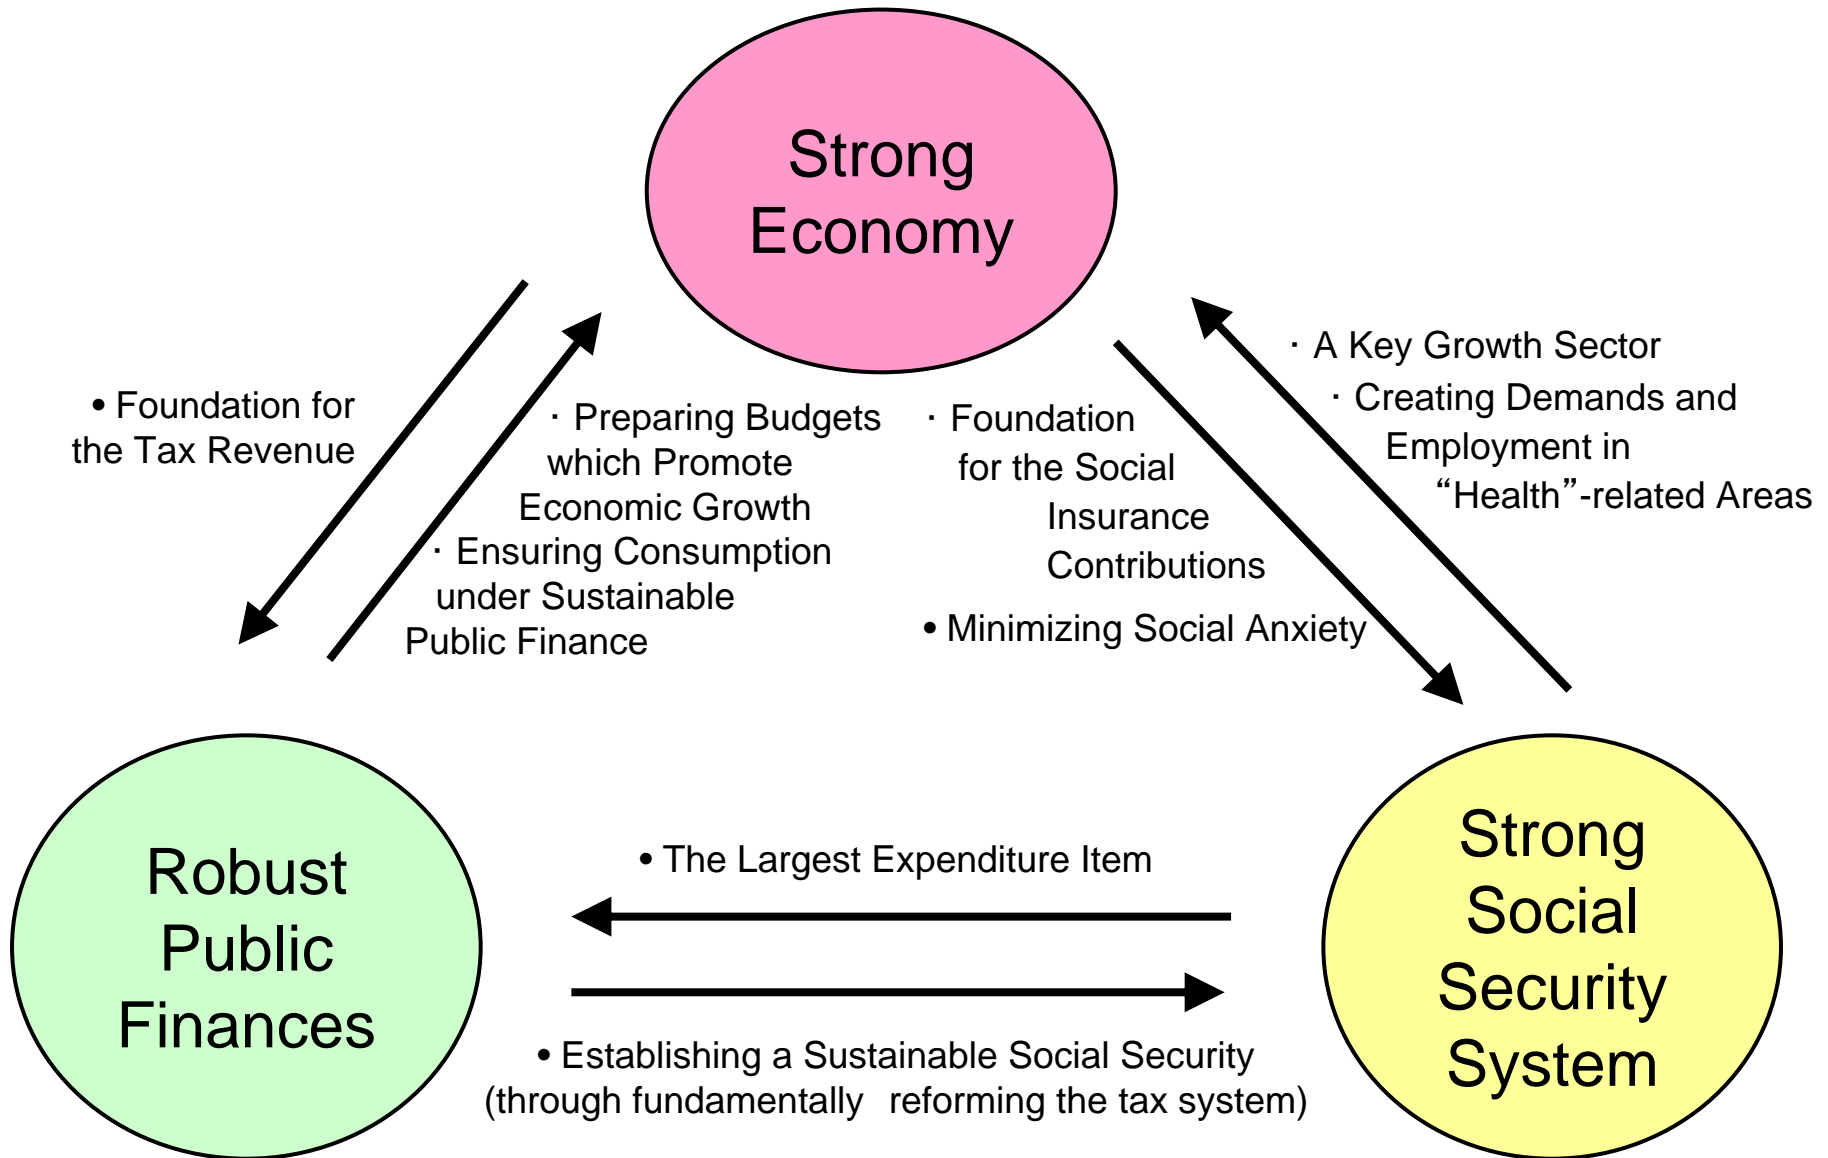 Strong
Economy
• Foundation for
the Tax Revenue
・Preparing Budgets
which Promote
Economic Growth
・Ensuring Consumption
under Sustainable
Public Finance
・Foundation
for the Social
Insurance
Contributions
• Minimizing Social Anxiety
・A Key Growth Sector
・Creating Demands and
Employment in
“Health”-related Areas
Robust
Public
Finances
• The Largest Expenditure Item
• Establishing a Sustainable Social Security
(through fundamentally reforming the tax system)
Strong
Social
Security
System